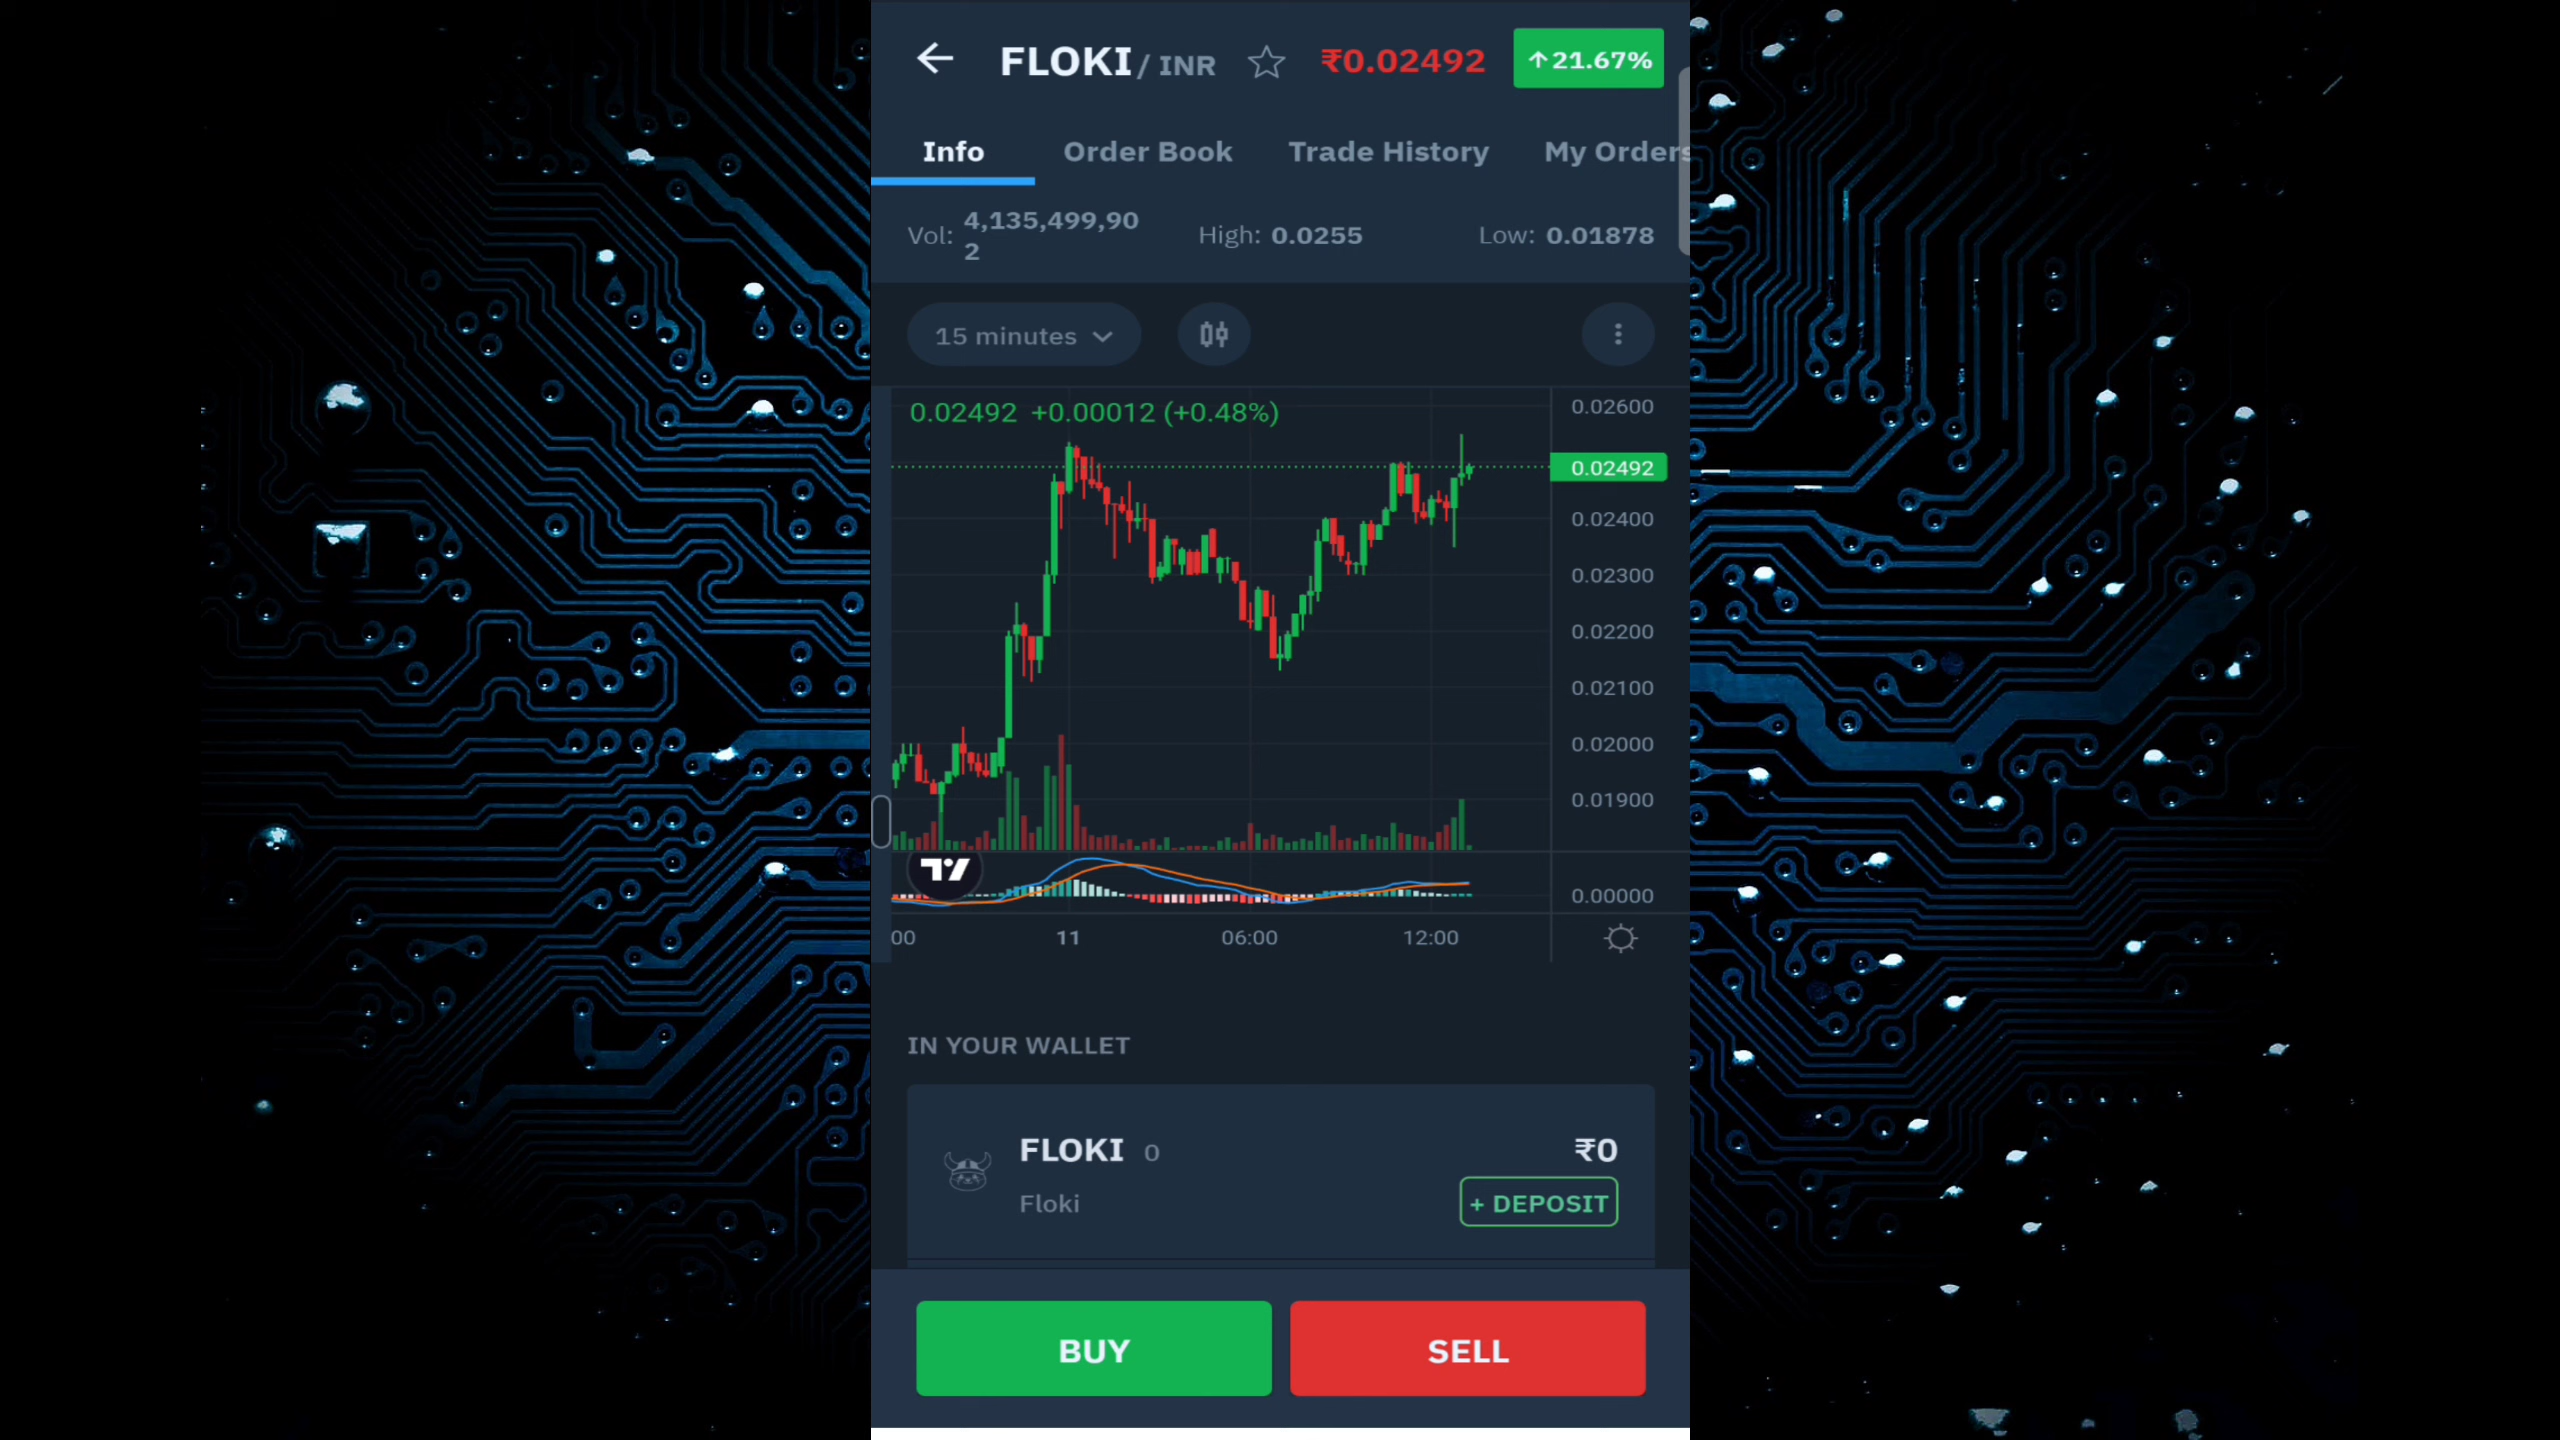 FLOKI / INR ₹0.02492 ↑21.67%
Info Order Book Trade History My Orders
Vol: 4,135,499,90
2
High: 0.0255 Low: 0.01878
15 minutes
0.02492 +0.00012 (+0.48%)
0.02600
0.02492
0.02400
0.02300
0.02200
0.02100
0.02000
0.01900
0.00000
00 11 06:00 12:00
IN YOUR WALLET
FLOKI 0 ₹0
Floki + DEPOSIT
BUY SELL